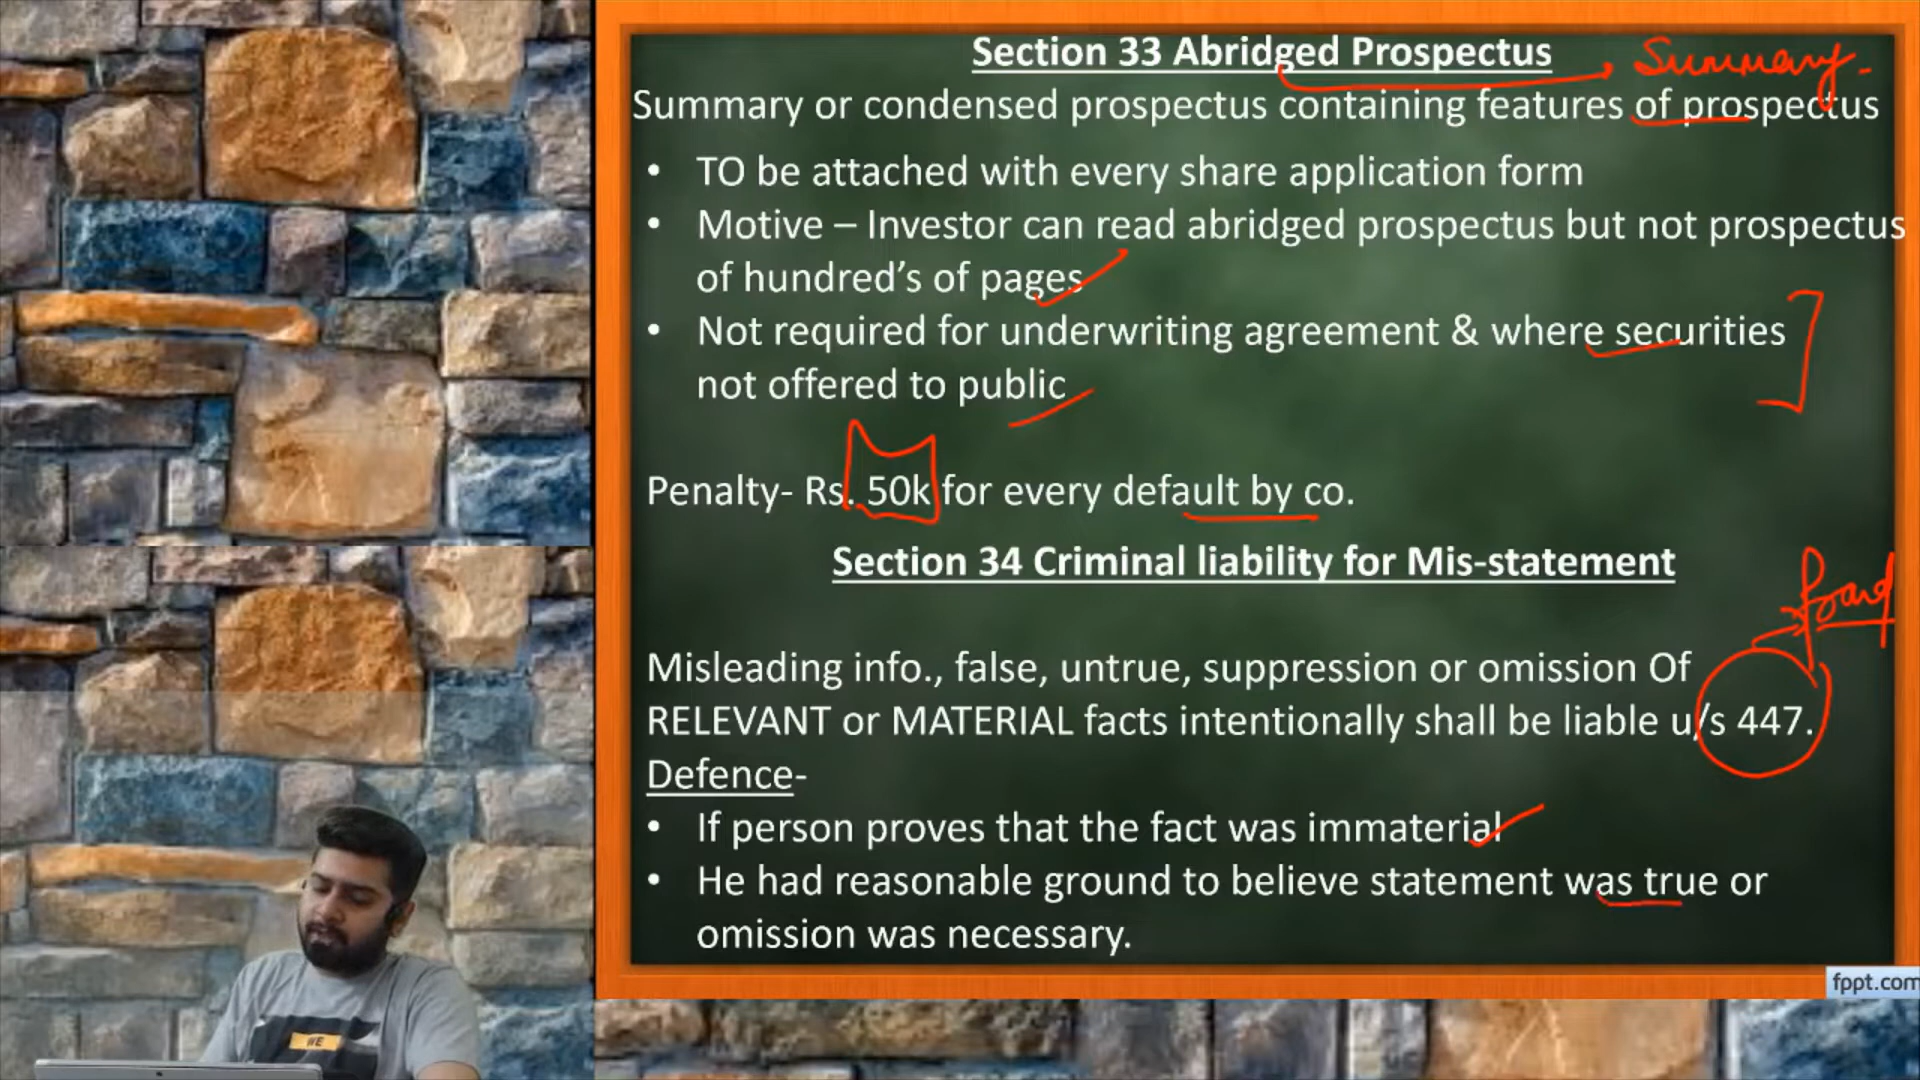 Section 33 Abridged Prospectus
Summary.
Summary or condensed prospectus containing features of prospectus
• TO be attached with every share application form
• Motive – Investor can read abridged prospectus but not prospectus
of hundred's of pages
• Not required for underwriting agreement & where securities
not offered to public
Penalty- Rs. 50k for every default by co.
Section 34 Criminal liability for Mis-statement
fraud
Misleading info., false, untrue, suppression or omission Of
RELEVANT or MATERIAL facts intentionally shall be liable u/s 447.
Defence-
• If person proves that the fact was immaterial
• He had reasonable ground to believe statement was true or
omission was necessary.
fppt.com
WE